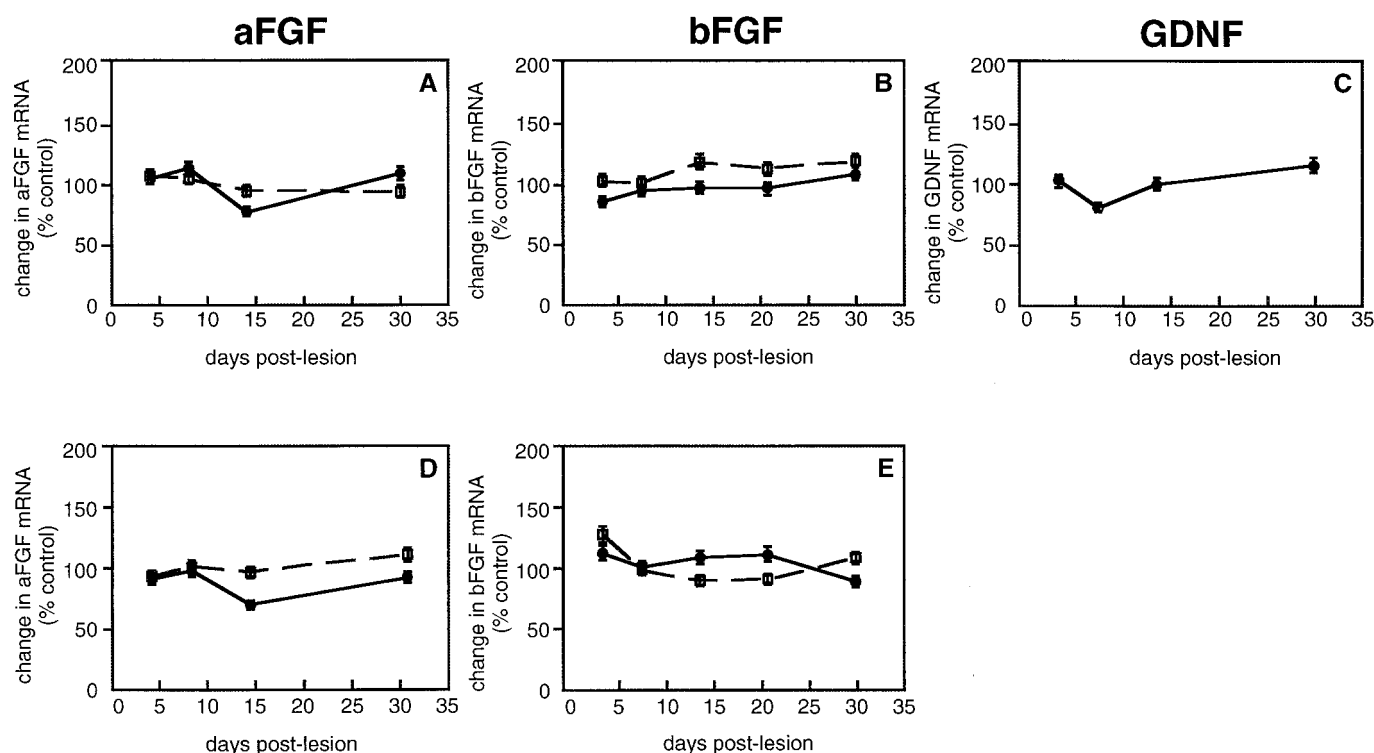 aFGF
bFGF
GDNF
A
change in aFGF mRNA
(% control)
200
150
100
50
0
0 5 10 15 20 25 30 35
days post-lesion
B
change in bFGF mRNA
(% control)
200
150
100
50
0
0 5 10 15 20 25 30 35
days post-lesion
C
change in GDNF mRNA
(% control)
200
150
100
50
0
0 5 10 15 20 25 30 35
days post-lesion
D
change in aFGF mRNA
(% control)
200
150
100
50
0
0 5 10 15 20 25 30 35
days post-lesion
E
change in bFGF mRNA
(% control)
200
150
100
50
0
0 5 10 15 20 25 30 35
days post-lesion